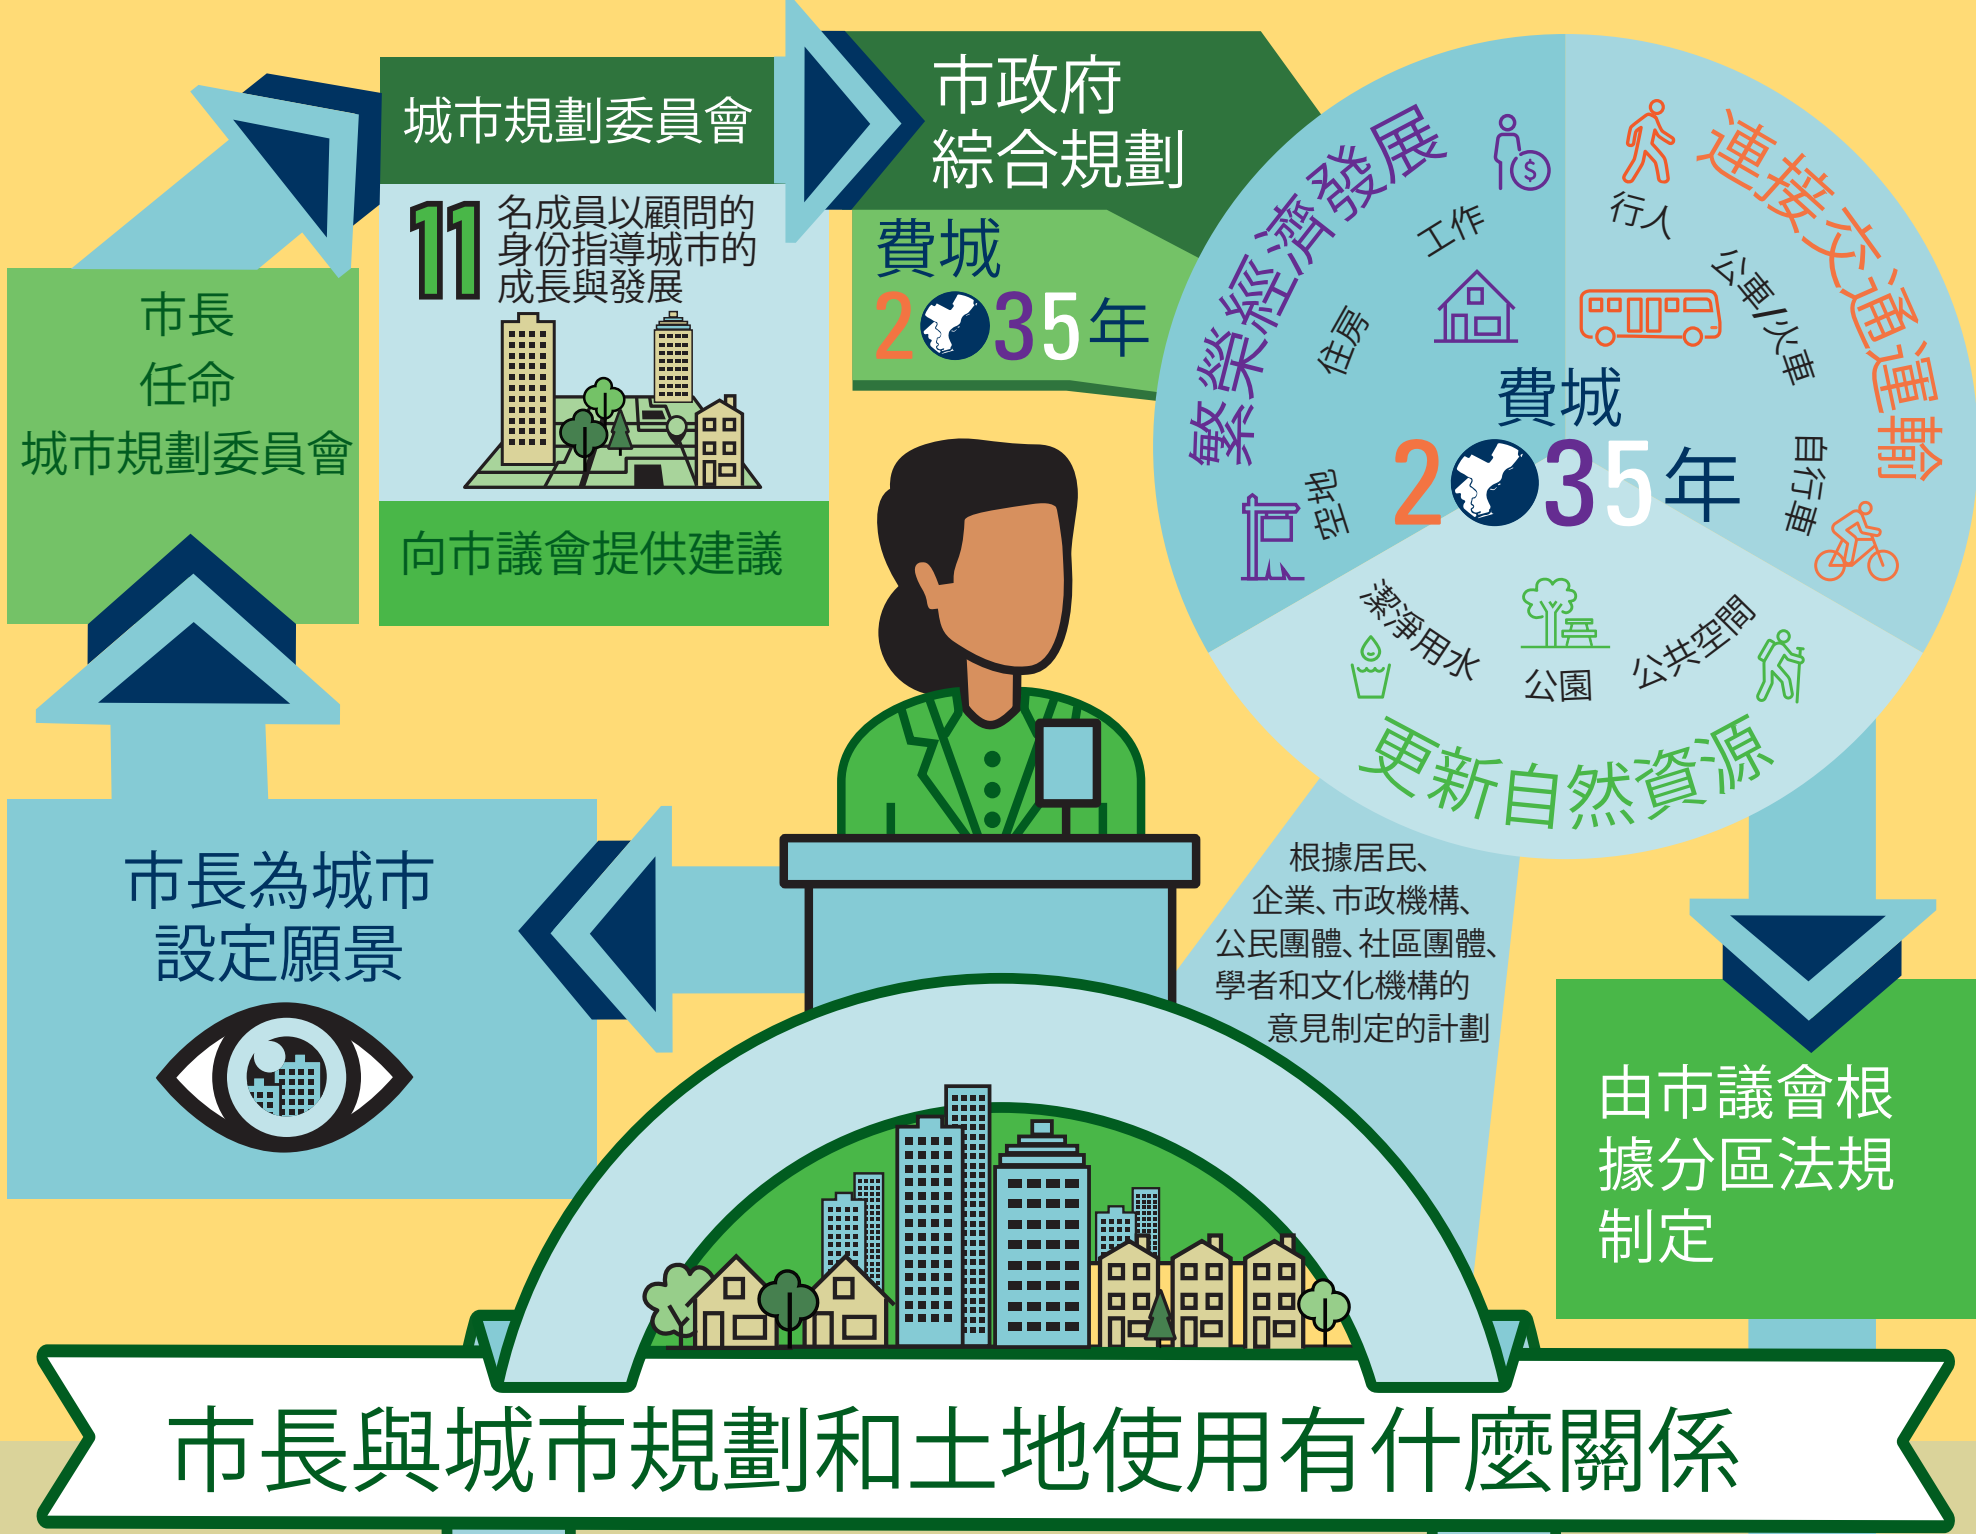 城市規劃委員會
11
名成員以顧問的
身份指導城市的
成長與發展
向市議會提供建議
市政府
綜合規劃
費城
2035年
市長
任命
城市規劃委員會
市長為城市
設定願景
繁榮經濟發展
工作
住房
空地
連接交通運輸
行人
公車/火車
自行車
費城
2035年
潔淨用水
公園
公共空間
更新自然資源
根據居民、
企業、市政機構、
公民團體、社區團體、
學者和文化機構的
意見制定的計劃
由市議會根
據分區法規
制定
市長與城市規劃和土地使用有什麼關係